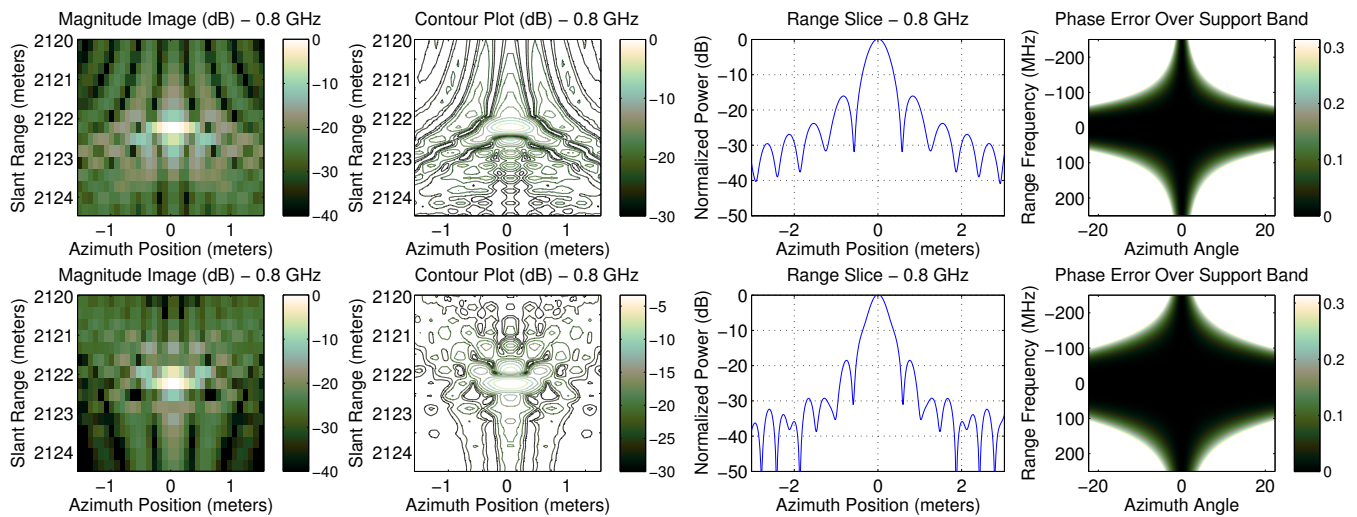 Magnitude Image (dB) − 0.8 GHz
Slant Range (meters)
2120
2121
2122
2123
2124
−1 0 1
Azimuth Position (meters)
0
−10
−20
−30
−40
Contour Plot (dB) − 0.8 GHz
Slant Range (meters)
2120
2121
2122
2123
2124
−1 0 1
Azimuth Position (meters)
0
−10
−20
−30
Range Slice − 0.8 GHz
Normalized Power (dB)
0
−10
−20
−30
−40
−50
−2 0 2
Azimuth Position (meters)
Phase Error Over Support Band
Range Frequency (MHz)
−200
−100
0
100
200
−20 0 20
Azimuth Angle
0.3
0.2
0.1
0
Magnitude Image (dB) − 0.8 GHz
Slant Range (meters)
2120
2121
2122
2123
2124
−1 0 1
Azimuth Position (meters)
0
−10
−20
−30
−40
Contour Plot (dB) − 0.8 GHz
Slant Range (meters)
2120
2121
2122
2123
2124
−1 0 1
Azimuth Position (meters)
−5
−10
−15
−20
−25
−30
Range Slice − 0.8 GHz
Normalized Power (dB)
0
−10
−20
−30
−40
−50
−2 0 2
Azimuth Position (meters)
Phase Error Over Support Band
Range Frequency (MHz)
−200
−100
0
100
200
−20 0 20
Azimuth Angle
0.3
0.2
0.1
0